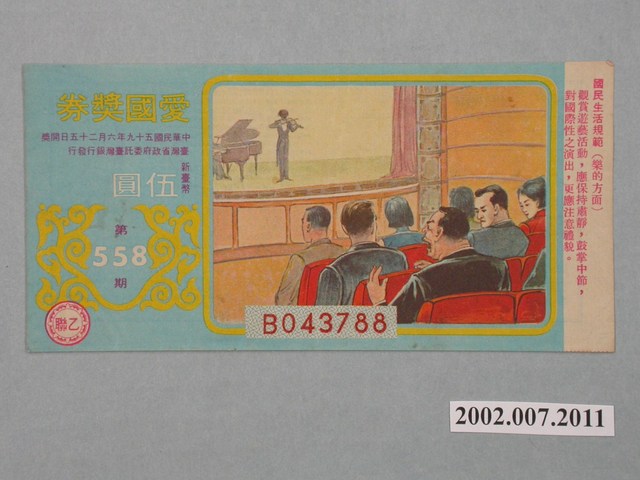 愛國獎券
中華民國五十九年六月二十五日開獎
臺灣省政府委託臺灣銀行發行
新臺幣
伍圓
第
558
期
乙聯
B043788
國民生活規範(樂的方面)
觀賞遊藝活動,應保持肅靜,鼓掌中節,
對國際性之演出,更應注意禮貌。
2002.007.2011